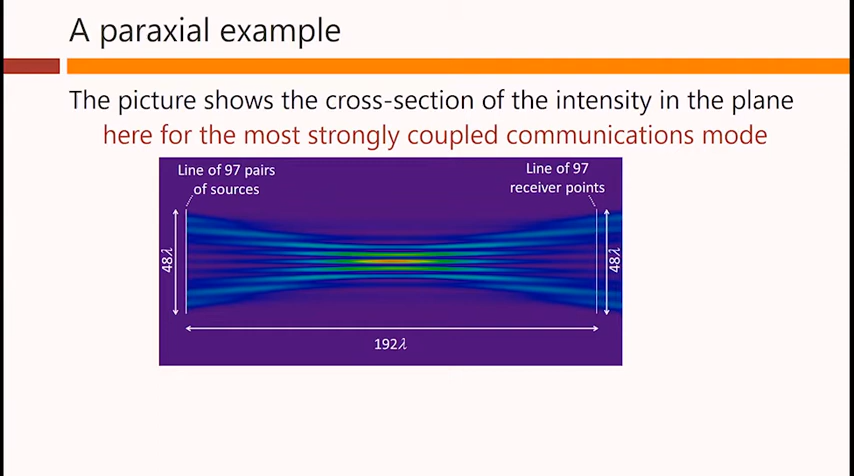 A paraxial example
The picture shows the cross-section of the intensity in the plane
here for the most strongly coupled communications mode
Line of 97 pairs
of sources
Line of 97
receiver points
48λ
48λ
192λ